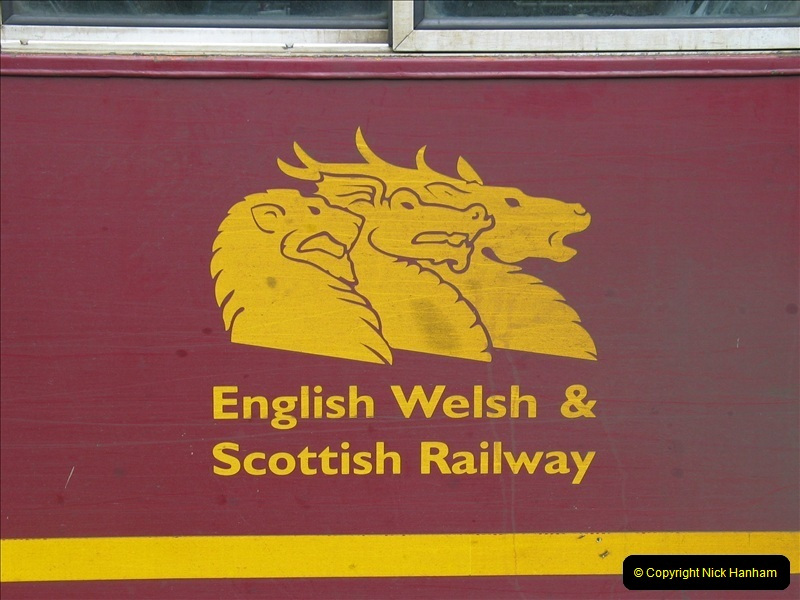 English Welsh &
Scottish Railway
© Copyright Nick Hanham